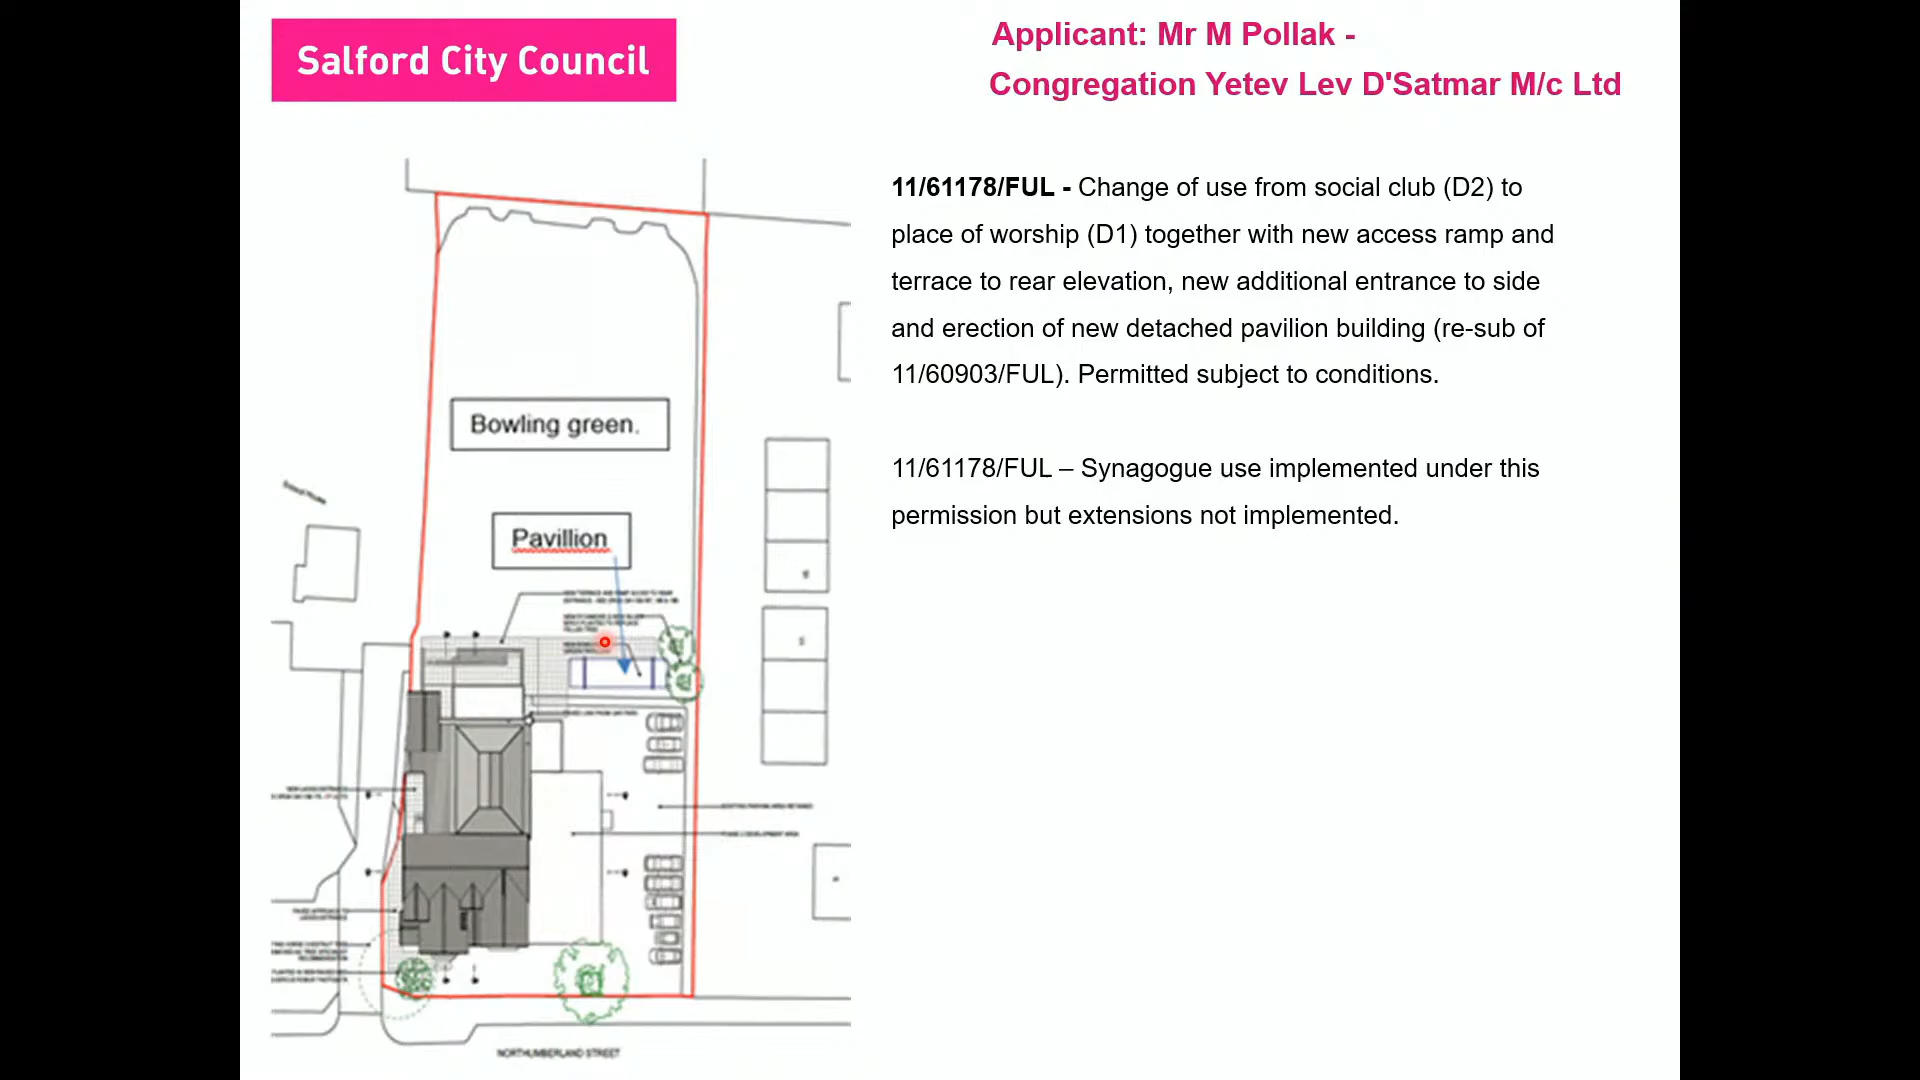 Salford City Council
Applicant: Mr M Pollak -
Congregation Yetev Lev D'Satmar M/c Ltd
11/61178/FUL - Change of use from social club (D2) to
place of worship (D1) together with new access ramp and
terrace to rear elevation, new additional entrance to side
and erection of new detached pavilion building (re-sub of
11/60903/FUL). Permitted subject to conditions.
11/61178/FUL – Synagogue use implemented under this
permission but extensions not implemented.
Bowling green.
Pavillion
EXISTING PARKING AREA RETAINED
NORTHUMBERLAND STREET